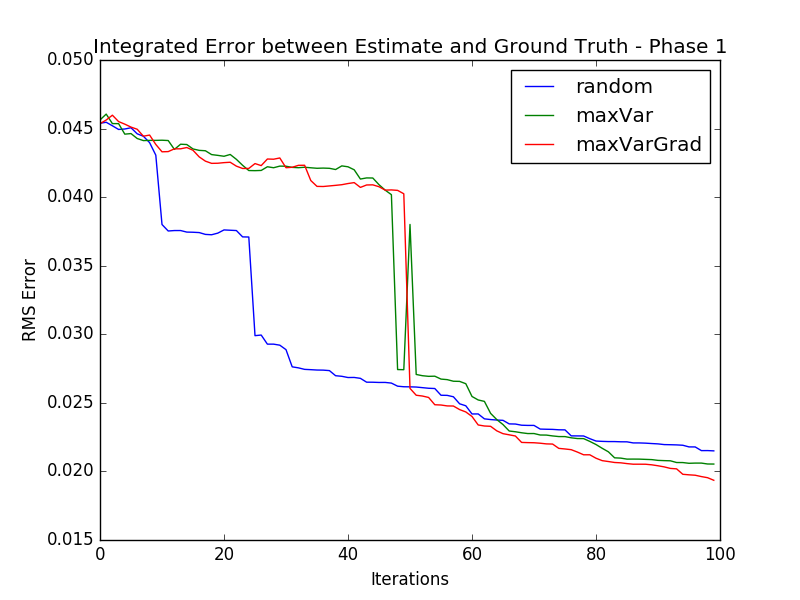 Integrated Error between Estimate and Ground Truth - Phase 1
random
maxVar
maxVarGrad
0.050
0.045
0.040
0.035
0.030
0.025
0.020
0.015
RMS Error
0 20 40 60 80 100
Iterations